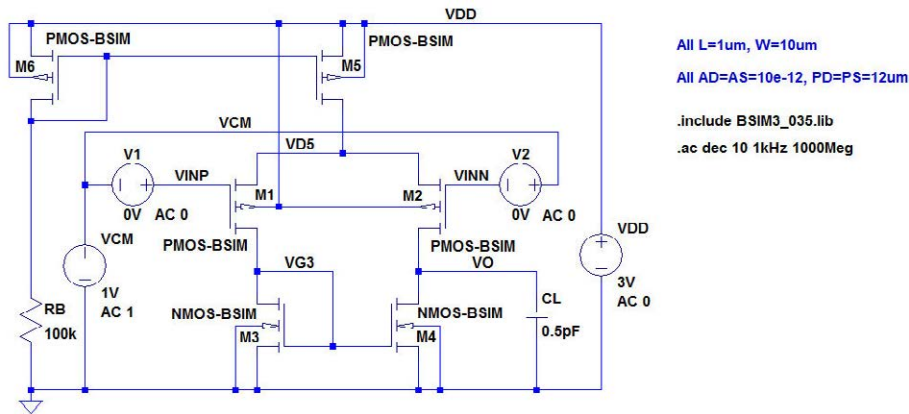 VDD
PMOS-BSIM
PMOS-BSIM
M6
M5
All L=1um, W=10um
All AD=AS=10e-12, PD=PS=12um
.include BSIM3_035.lib
.ac dec 10 1kHz 1000Meg
VCM
V1
VD5
V2
VINP
VINN
M1
M2
0V AC 0
0V AC 0
VCM
PMOS-BSIM
PMOS-BSIM
VDD
VG3
VO
1V
AC 1
3V
AC 0
RB
100k
NMOS-BSIM
NMOS-BSIM
CL
M3
M4
0.5pF